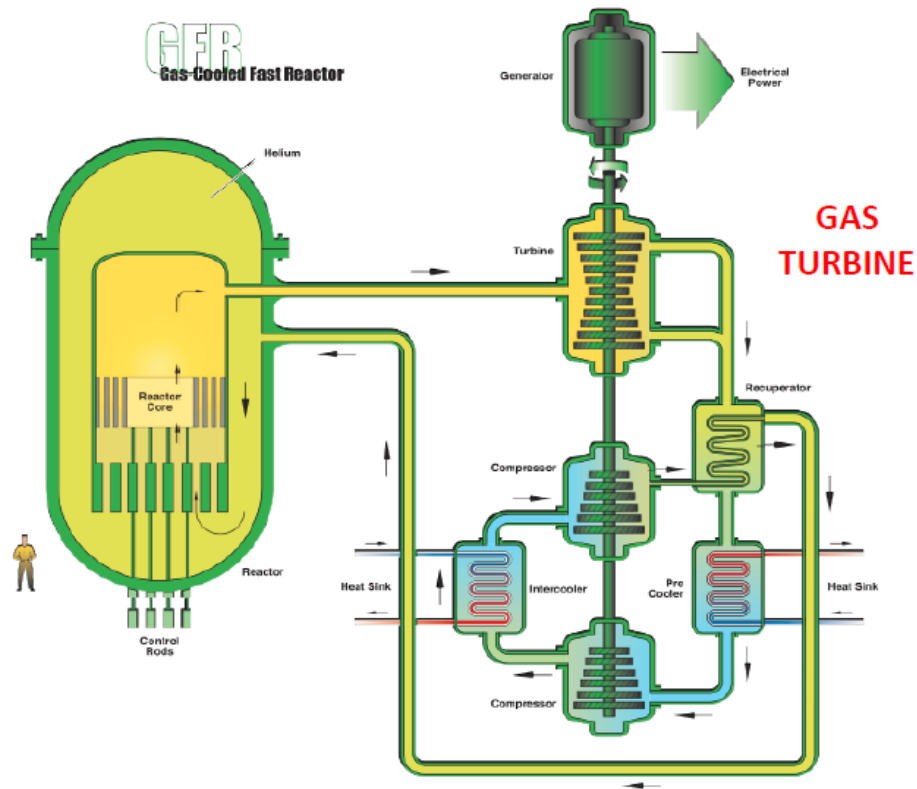 GFR
Gas-Cooled Fast Reactor
Generator
Electrical
Power
Helium
GAS
TURBINE
Turbine
Reactor
Core
Recuperator
Compressor
Heat Sink
Intercooler
Pre
Cooler
Heat Sink
Reactor
Control
Rods
Compressor